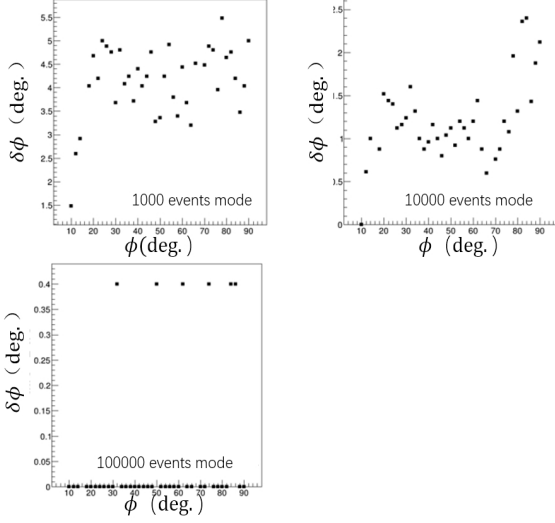 5.5
5
4.5
4
3.5
3
2.5
2
1.5
δϕ (deg.)
1000 events mode
10 20 30 40 50 60 70 80 90
ϕ(deg.)
2.5
2
1.5
1
0
δϕ (deg.)
10000 events mode
10 20 30 40 50 60 70 80 90
ϕ (deg.)
0.4
0.35
0.3
0.25
0.2
0.15
0.1
0.05
0
δϕ (deg.)
100000 events mode
10 20 30 40 50 60 70 80 90
ϕ (deg.)